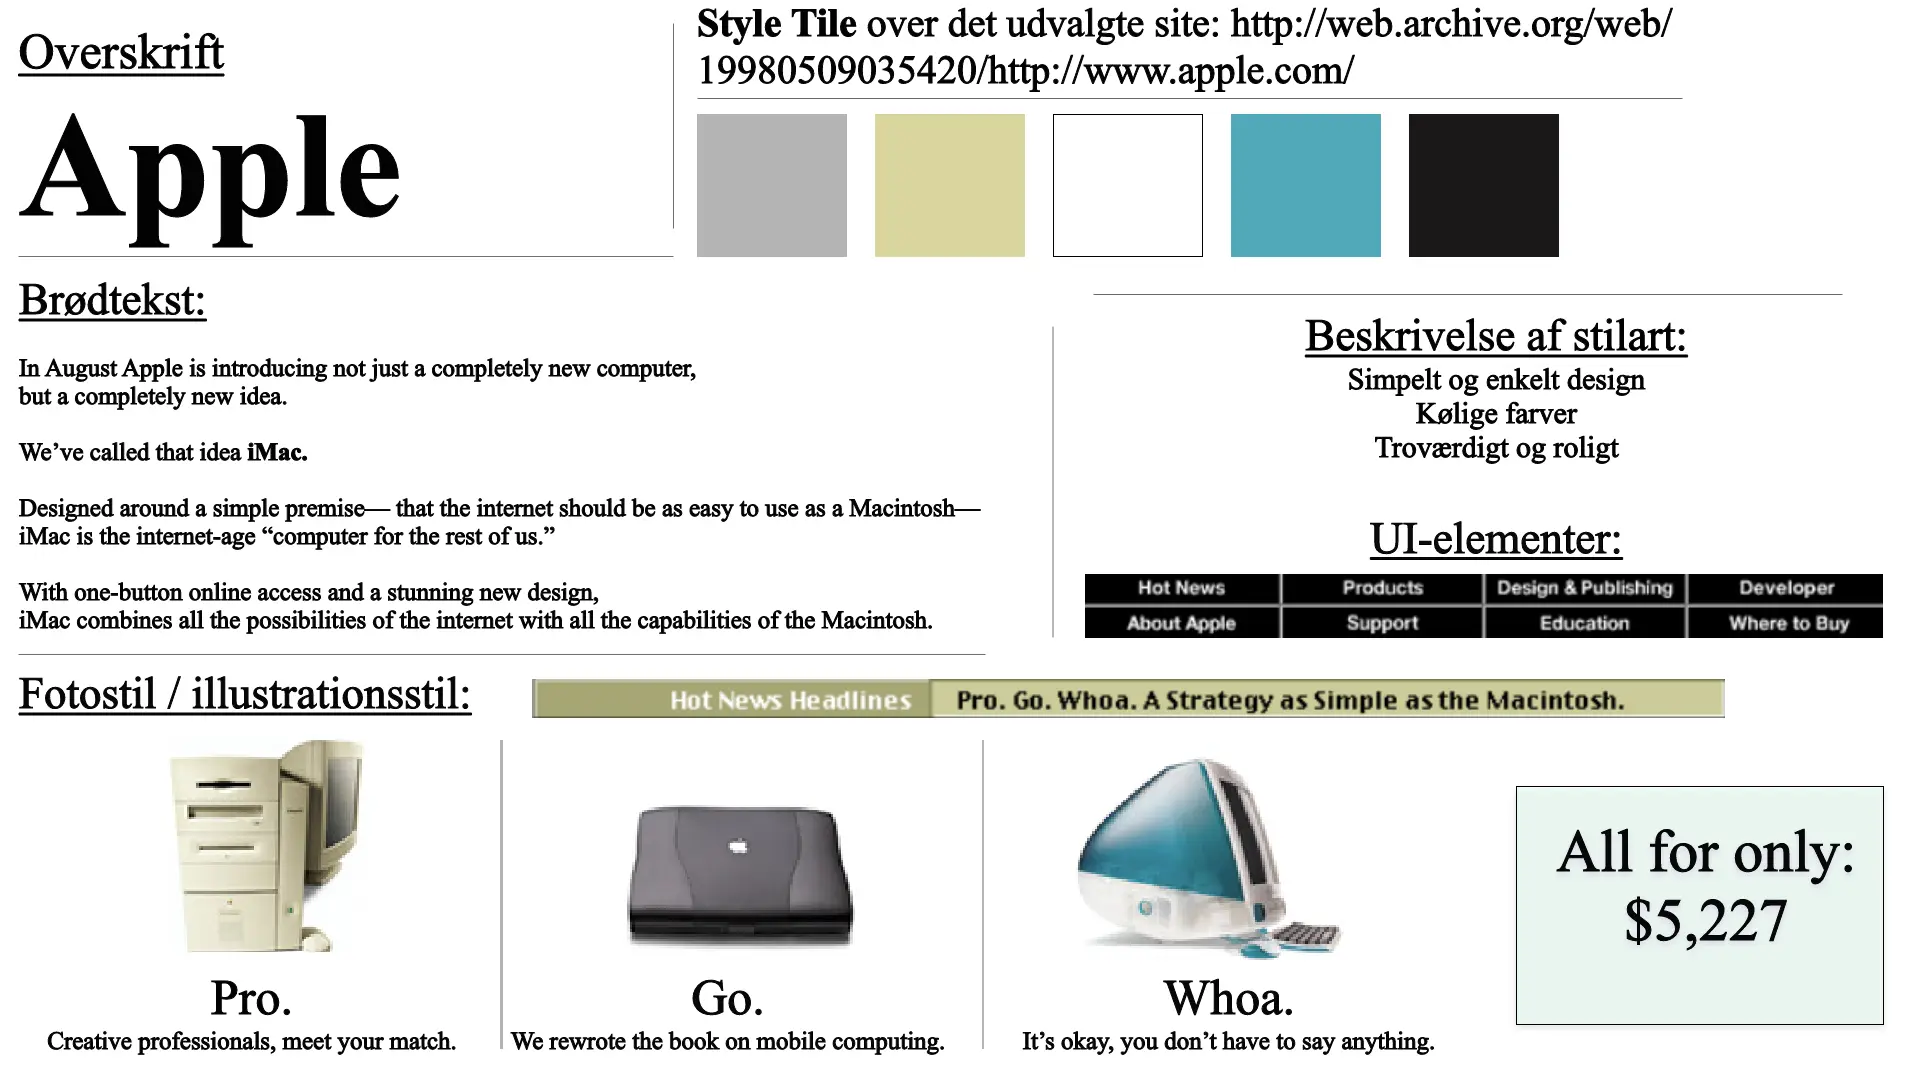 Overskrift
Apple
Style Tile over det udvalgte site: http://web.archive.org/web/
19980509035420/http://www.apple.com/
Brødtekst:
In August Apple is introducing not just a completely new computer,
but a completely new idea.
We’ve called that idea iMac.
Designed around a simple premise— that the internet should be as easy to use as a Macintosh—
iMac is the internet-age “computer for the rest of us.”
With one-button online access and a stunning new design,
iMac combines all the possibilities of the internet with all the capabilities of the Macintosh.
Beskrivelse af stilart:
Simpelt og enkelt design
Kølige farver
Troværdigt og roligt
UI-elementer:
Hot News Products Design & Publishing Developer
About Apple Support Education Where to Buy
Fotostil / illustrationsstil:
Hot News Headlines Pro. Go. Whoa. A Strategy as Simple as the Macintosh.
Pro.
Creative professionals, meet your match.
Go.
We rewrote the book on mobile computing.
Whoa.
It’s okay, you don’t have to say anything.
All for only:
$5,227